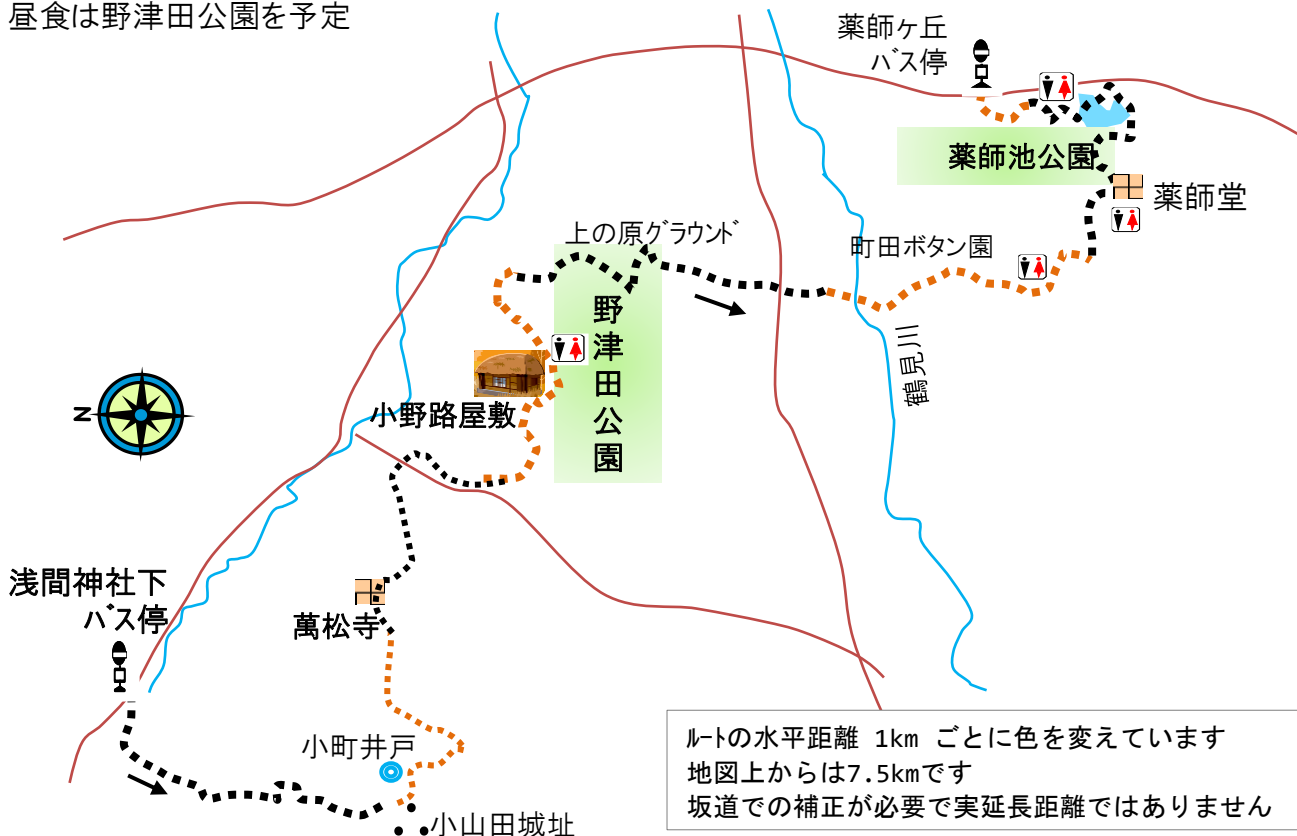 昼食は野津田公園を予定
薬師ヶ丘
バス停
薬師池公園
薬師堂
上の原グラウンド
町田ボタン園
野津田公園
鶴見川
小野路屋敷
N
浅間神社下
バス停
萬松寺
小町井戸
小山田城址
ルートの水平距離 1km ごとに色を変えています
地図上からは7.5kmです
坂道での補正が必要で実延長距離ではありません